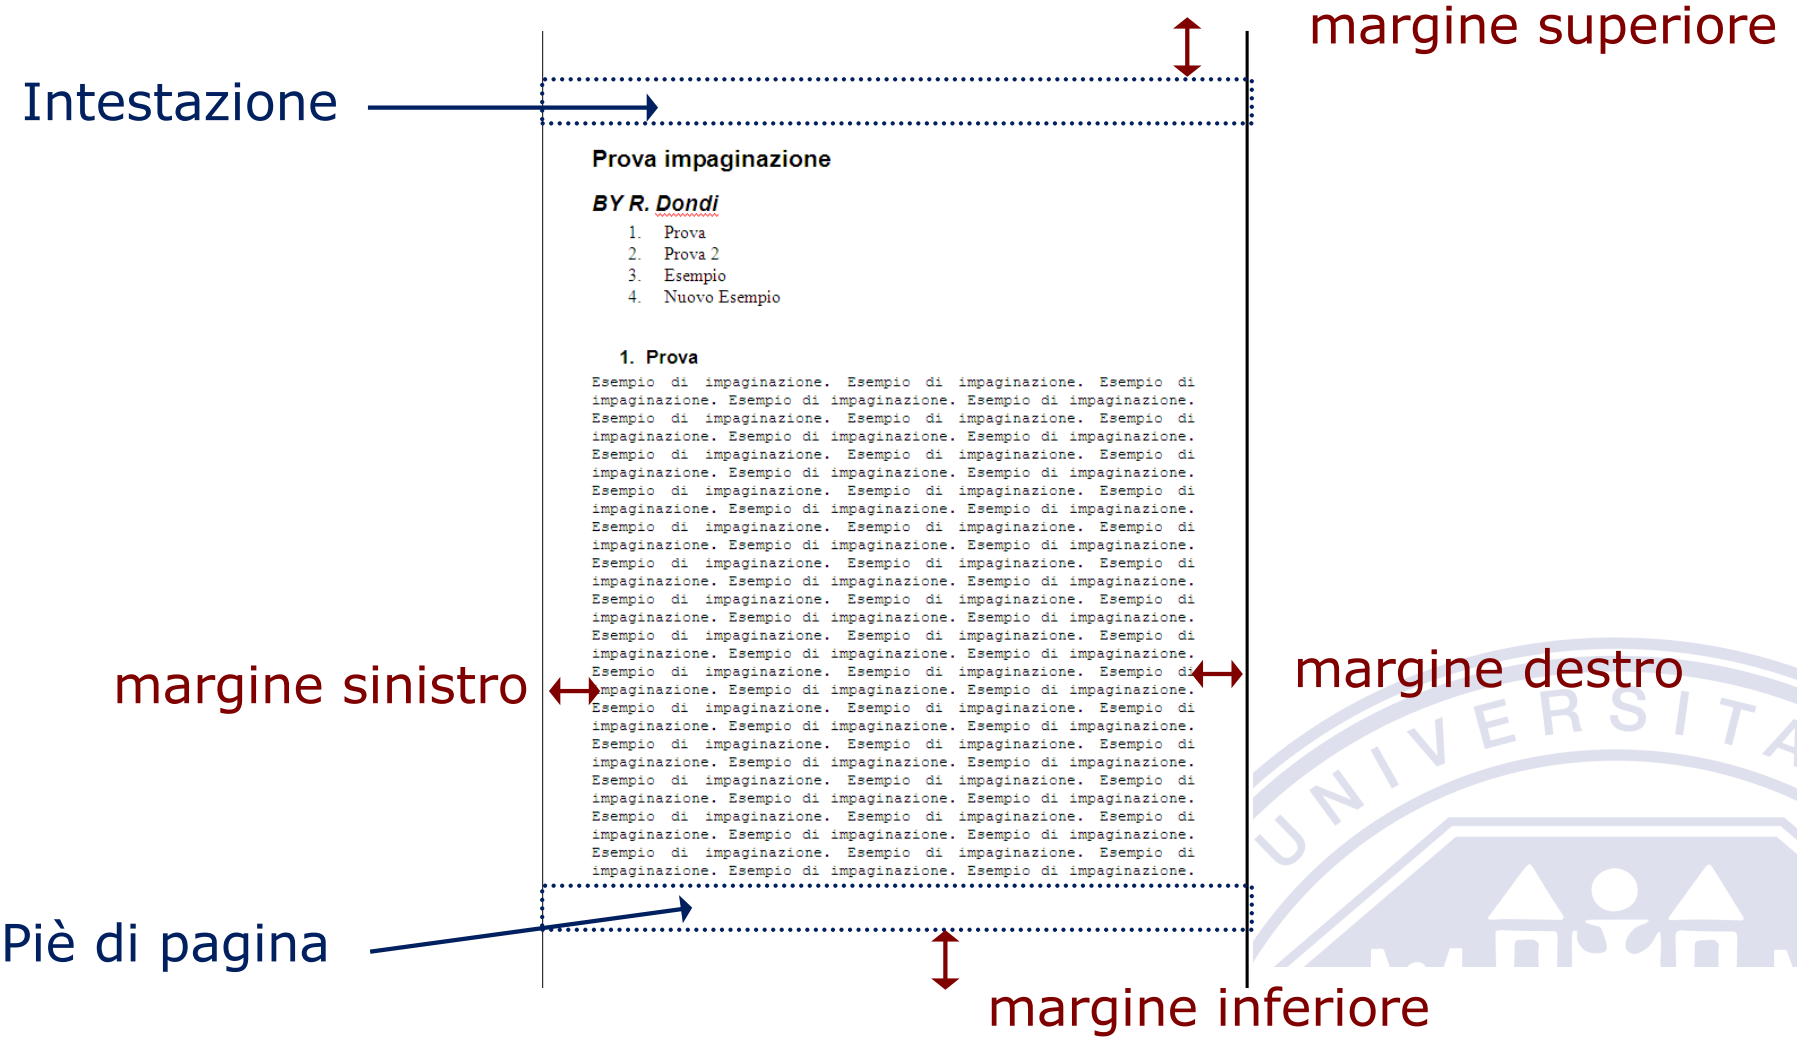 margine superiore
Intestazione
Prova impaginazione
BY R. Dondi
1. Prova
2. Prova 2
3. Esempio
4. Nuovo Esempio
1. Prova
Esempio di impaginazione. Esempio di impaginazione. Esempio di
impaginazione. Esempio di impaginazione. Esempio di impaginazione.
Esempio di impaginazione. Esempio di impaginazione. Esempio di
impaginazione. Esempio di impaginazione. Esempio di impaginazione.
Esempio di impaginazione. Esempio di impaginazione. Esempio di
impaginazione. Esempio di impaginazione. Esempio di impaginazione.
Esempio di impaginazione. Esempio di impaginazione. Esempio di
impaginazione. Esempio di impaginazione. Esempio di impaginazione.
Esempio di impaginazione. Esempio di impaginazione. Esempio di
impaginazione. Esempio di impaginazione. Esempio di impaginazione.
Esempio di impaginazione. Esempio di impaginazione. Esempio di
impaginazione. Esempio di impaginazione. Esempio di impaginazione.
Esempio di impaginazione. Esempio di impaginazione. Esempio di
impaginazione. Esempio di impaginazione. Esempio di impaginazione.
Esempio di impaginazione. Esempio di impaginazione. Esempio di
impaginazione. Esempio di impaginazione. Esempio di impaginazione.
Esempio di impaginazione. Esempio di impaginazione. Esempio di
impaginazione. Esempio di impaginazione. Esempio di impaginazione.
Esempio di impaginazione. Esempio di impaginazione. Esempio di
impaginazione. Esempio di impaginazione. Esempio di impaginazione.
Esempio di impaginazione. Esempio di impaginazione. Esempio di
impaginazione. Esempio di impaginazione. Esempio di impaginazione.
Esempio di impaginazione. Esempio di impaginazione. Esempio di
impaginazione. Esempio di impaginazione. Esempio di impaginazione.
Esempio di impaginazione. Esempio di impaginazione. Esempio di
impaginazione. Esempio di impaginazione. Esempio di impaginazione.
Esempio di impaginazione. Esempio di impaginazione. Esempio di
impaginazione. Esempio di impaginazione. Esempio di impaginazione.
margine sinistro
margine destro
UNIVERSITA
Piè di pagina
margine inferiore